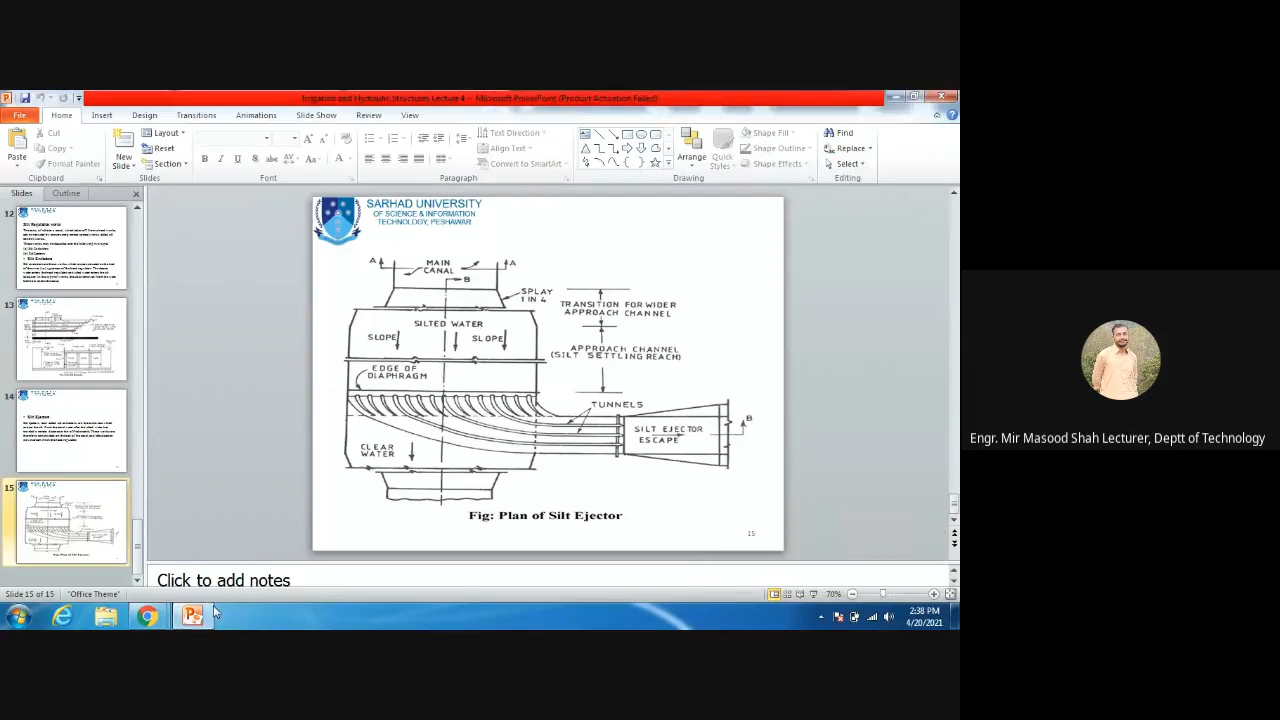 Irrigation and Hydraulic Structures Lecture 4 - Microsoft PowerPoint (Product Activation Failed)
File Home Insert Design Transitions Animations Slide Show Review View
Paste
Cut
Copy
Format Painter
Clipboard
New
Slide
Layout
Reset
Section
Slides
Font
Text Direction
Align Text
Convert to SmartArt
Paragraph
Arrange
Quick
Styles
Shape Fill
Shape Outline
Shape Effects
Drawing
Find
Replace
Select
Editing
Slides Outline
12
13
14
15
SARHAD UNIVERSITY
OF SCIENCE & INFORMATION
TECHNOLOGY, PESHAWAR
A
MAIN
CANAL
A
B
SPLAY
1 IN 4
TRANSITION FOR WIDER
APPROACH CHANNEL
SILTED WATER
SLOPE
SLOPE
APPROACH CHANNEL
(SILT SETTLING REACH)
EDGE OF
DIAPHRAGM
TUNNELS
B
SILT EJECTOR
ESCAPE
CLEAR
WATER
Fig: Plan of Silt Ejector
15
Click to add notes
Slide 15 of 15
"Office Theme"
70%
2:38 PM
4/20/2021
Engr. Mir Masood Shah Lecturer, Deptt of Technology